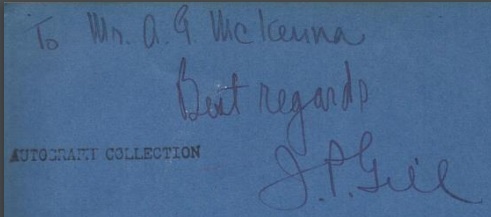 To Mr. A. G. McKenna
Best regards
AUTOGRAPH COLLECTION
J. P. Gill